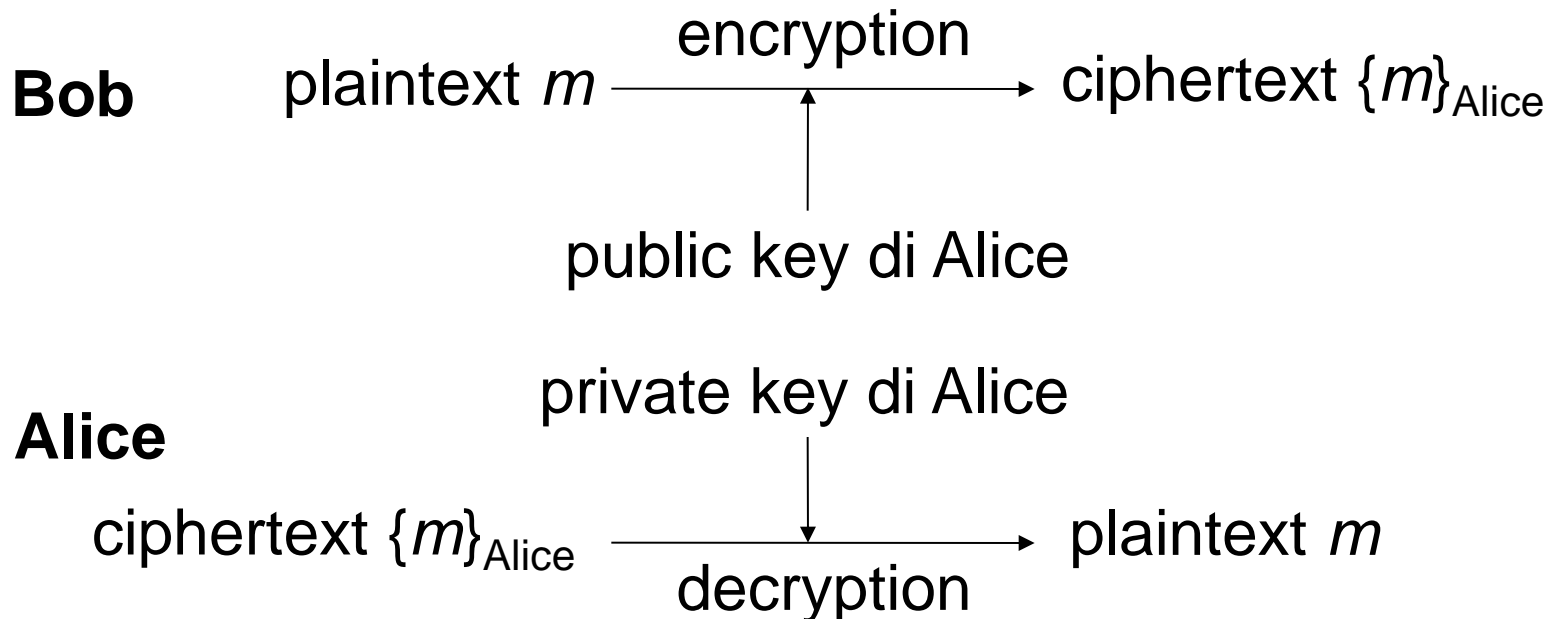 encryption
Bob plaintext m ciphertext {m}Alice
public key di Alice
private key di Alice
Alice
ciphertext {m}Alice plaintext m
decryption